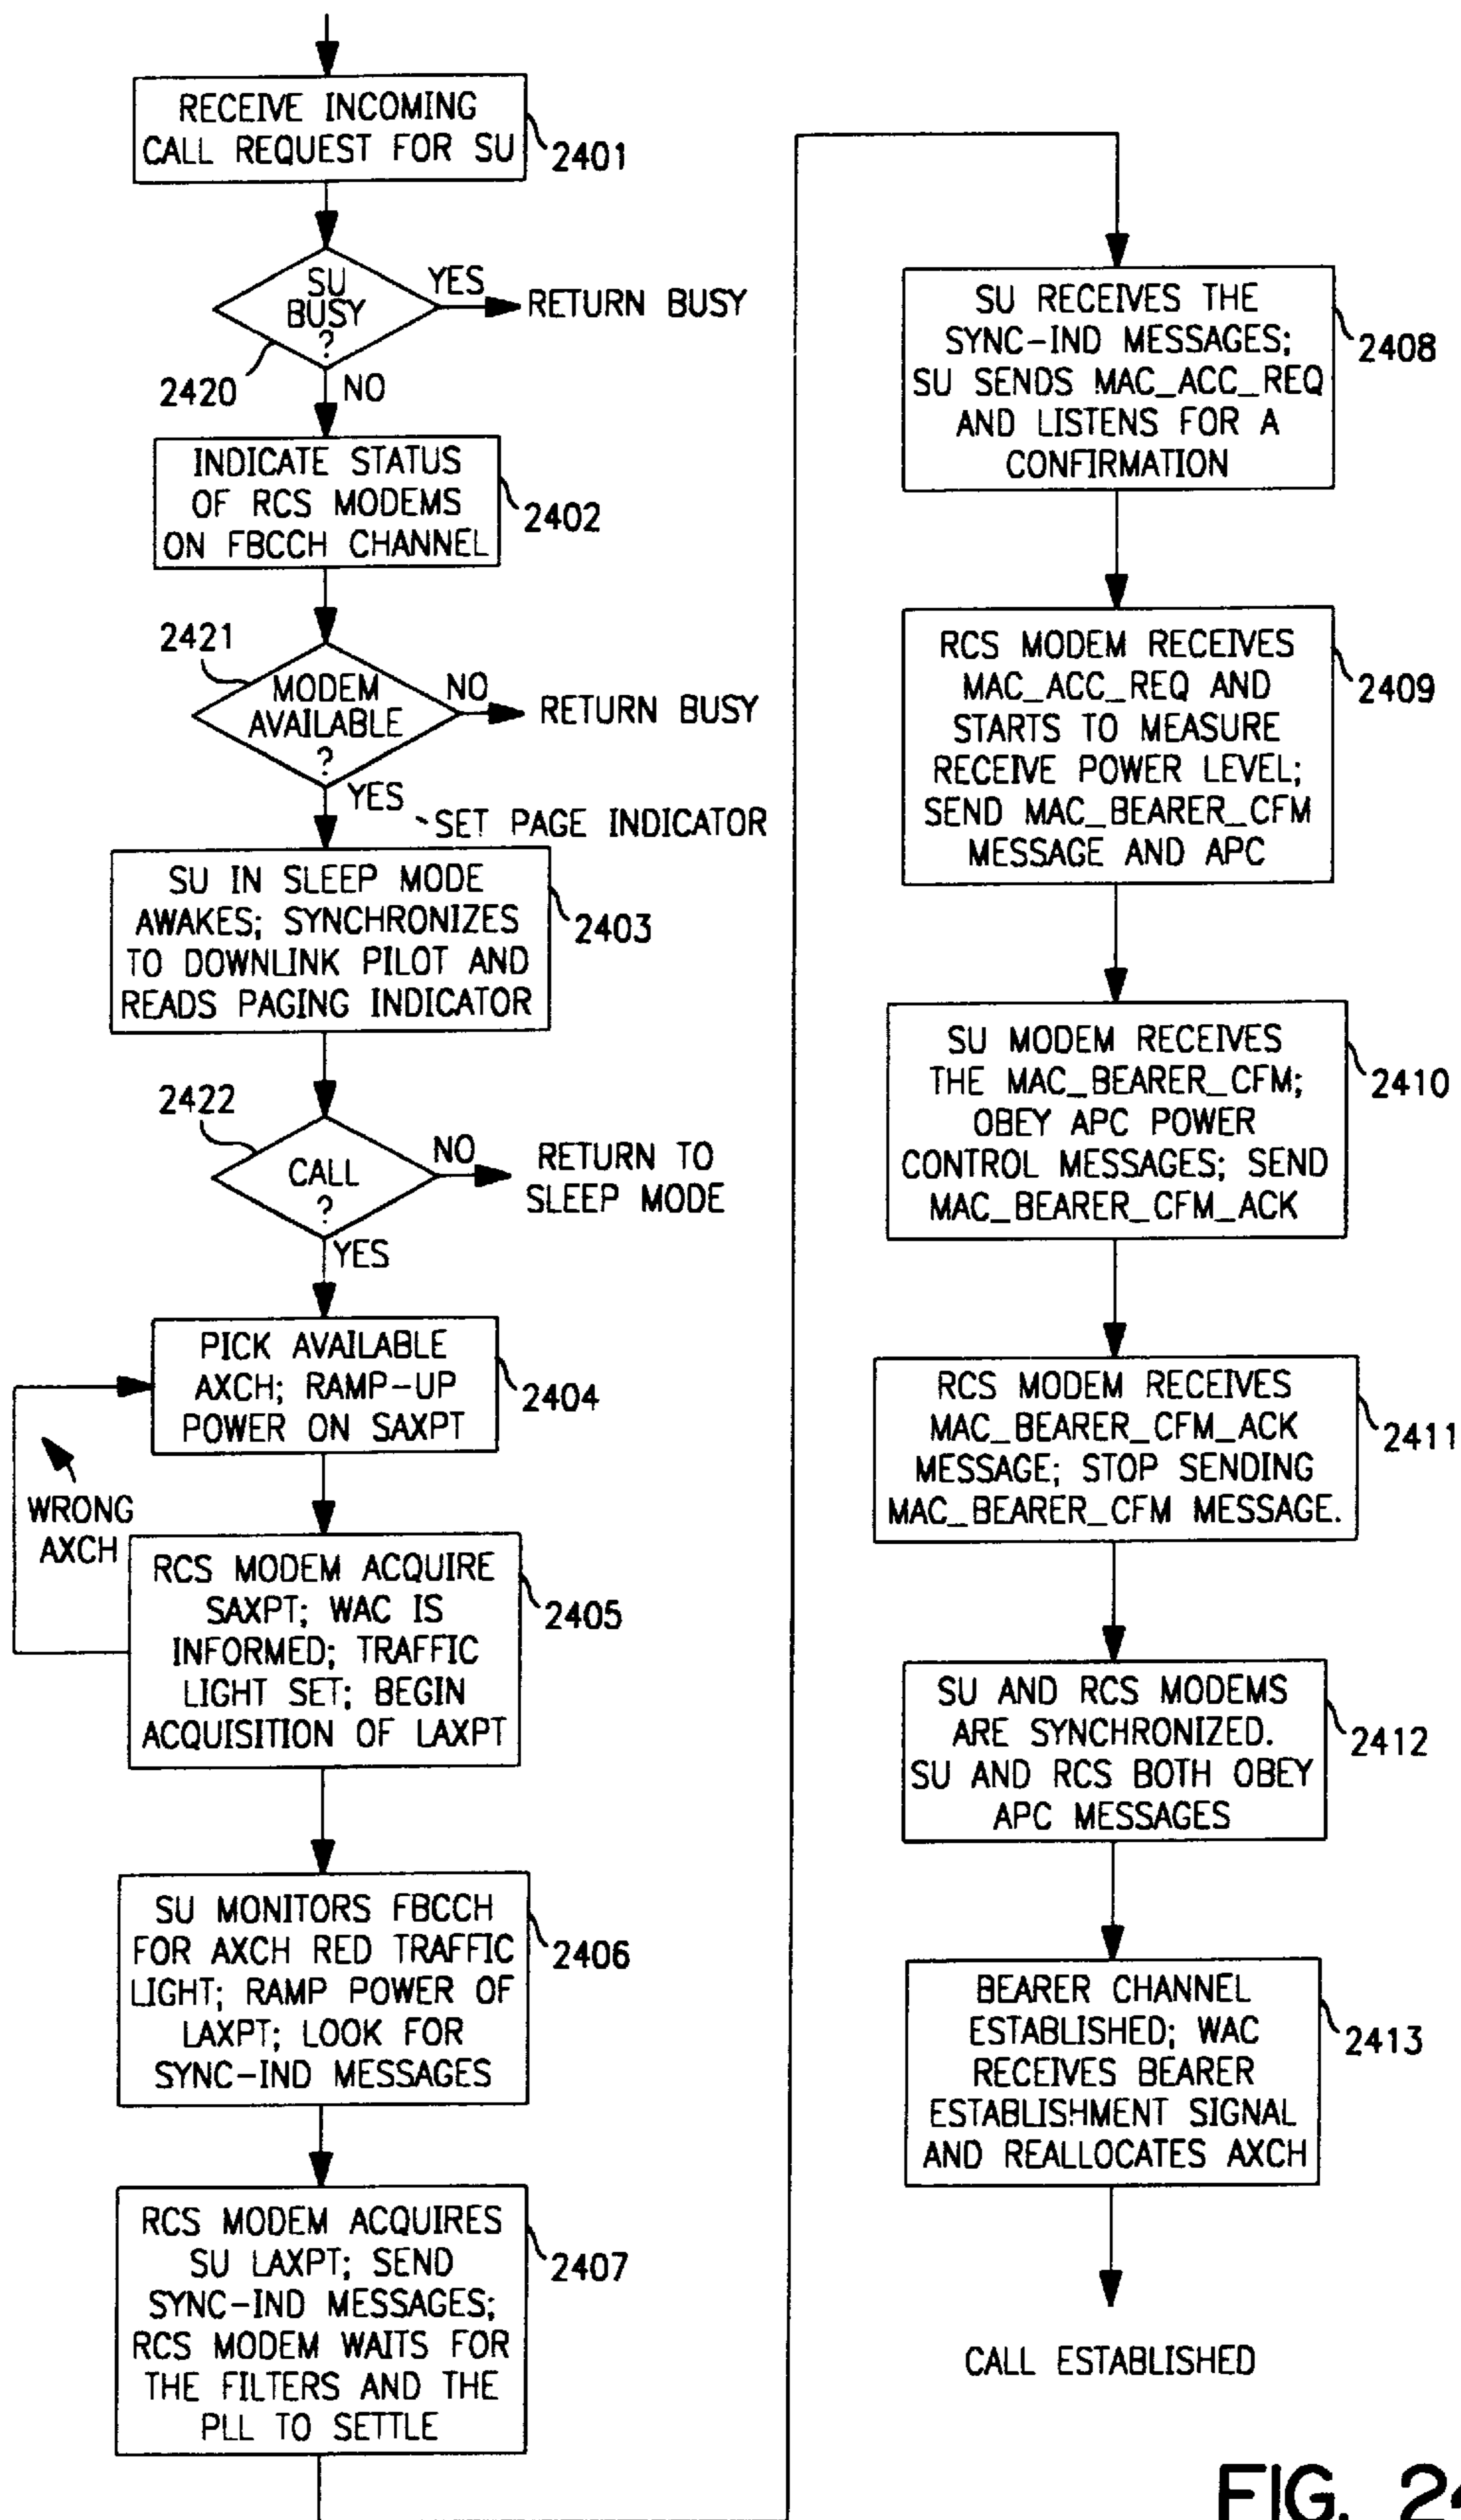 RECEIVE INCOMING
CALL REQUEST FOR SU
2401
SU
BUSY
?
YES
RETURN BUSY
2420
NO
INDICATE STATUS
OF RCS MODEMS
ON FBCCH CHANNEL
2402
2421
MODEM
AVAILABLE
?
NO
RETURN BUSY
YES
SET PAGE INDICATOR
SU IN SLEEP MODE
AWAKES; SYNCHRONIZES
TO DOWNLINK PILOT AND
READS PAGING INDICATOR
2403
2422
CALL
?
NO
RETURN TO
SLEEP MODE
YES
PICK AVAILABLE
AXCH; RAMP-UP
POWER ON SAXPT
2404
WRONG
AXCH
RCS MODEM ACQUIRE
SAXPT; WAC IS
INFORMED; TRAFFIC
LIGHT SET; BEGIN
ACQUISITION OF LAXPT
2405
SU MONITORS FBCCH
FOR AXCH RED TRAFFIC
LIGHT; RAMP POWER OF
LAXPT; LOOK FOR
SYNC-IND MESSAGES
2406
RCS MODEM ACQUIRES
SU LAXPT; SEND
SYNC-IND MESSAGES;
RCS MODEM WAITS FOR
THE FILTERS AND THE
PLL TO SETTLE
2407
SU RECEIVES THE
SYNC-IND MESSAGES;
SU SENDS MAC_ACC_REQ
AND LISTENS FOR A
CONFIRMATION
2408
RCS MODEM RECEIVES
MAC_ACC_REQ AND
STARTS TO MEASURE
RECEIVE POWER LEVEL;
SEND MAC_BEARER_CFM
MESSAGE AND APC
2409
SU MODEM RECEIVES
THE MAC_BEARER_CFM;
OBEY APC POWER
CONTROL MESSAGES; SEND
MAC_BEARER_CFM_ACK
2410
RCS MODEM RECEIVES
MAC_BEARER_CFM_ACK
MESSAGE; STOP SENDING
MAC_BEARER_CFM MESSAGE.
2411
SU AND RCS MODEMS
ARE SYNCHRONIZED.
SU AND RCS BOTH OBEY
APC MESSAGES
2412
BEARER CHANNEL
ESTABLISHED; WAC
RECEIVES BEARER
ESTABLISHMENT SIGNAL
AND REALLOCATES AXCH
2413
CALL ESTABLISHED
FIG. 24